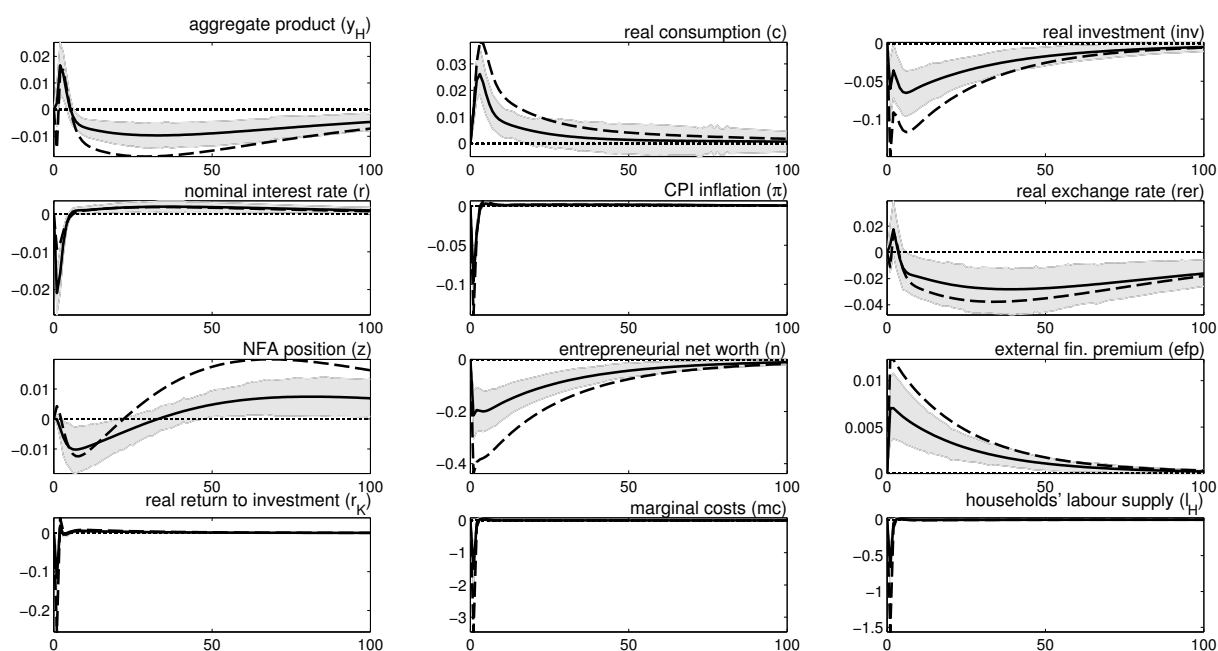 aggregate product (y_H)
0.02
0.01
0
−0.01
0 50 100
real consumption (c)
0.03
0.02
0.01
0
0 50 100
real investment (inv)
0
−0.05
−0.1
0 50 100
nominal interest rate (r)
0
−0.01
−0.02
0 50 100
CPI inflation (π)
0
−0.05
−0.1
0 50 100
real exchange rate (rer)
0.02
0
−0.02
−0.04
0 50 100
NFA position (z)
0.01
0
−0.01
0 50 100
entrepreneurial net worth (n)
0
−0.2
−0.4
0 50 100
external fin. premium (efp)
0.01
0.005
0
0 50 100
real return to investment (r_K)
0
−0.1
−0.2
0 50 100
marginal costs (mc)
0
−1
−2
−3
0 50 100
households' labour supply (l_H)
0
−0.5
−1
−1.5
0 50 100